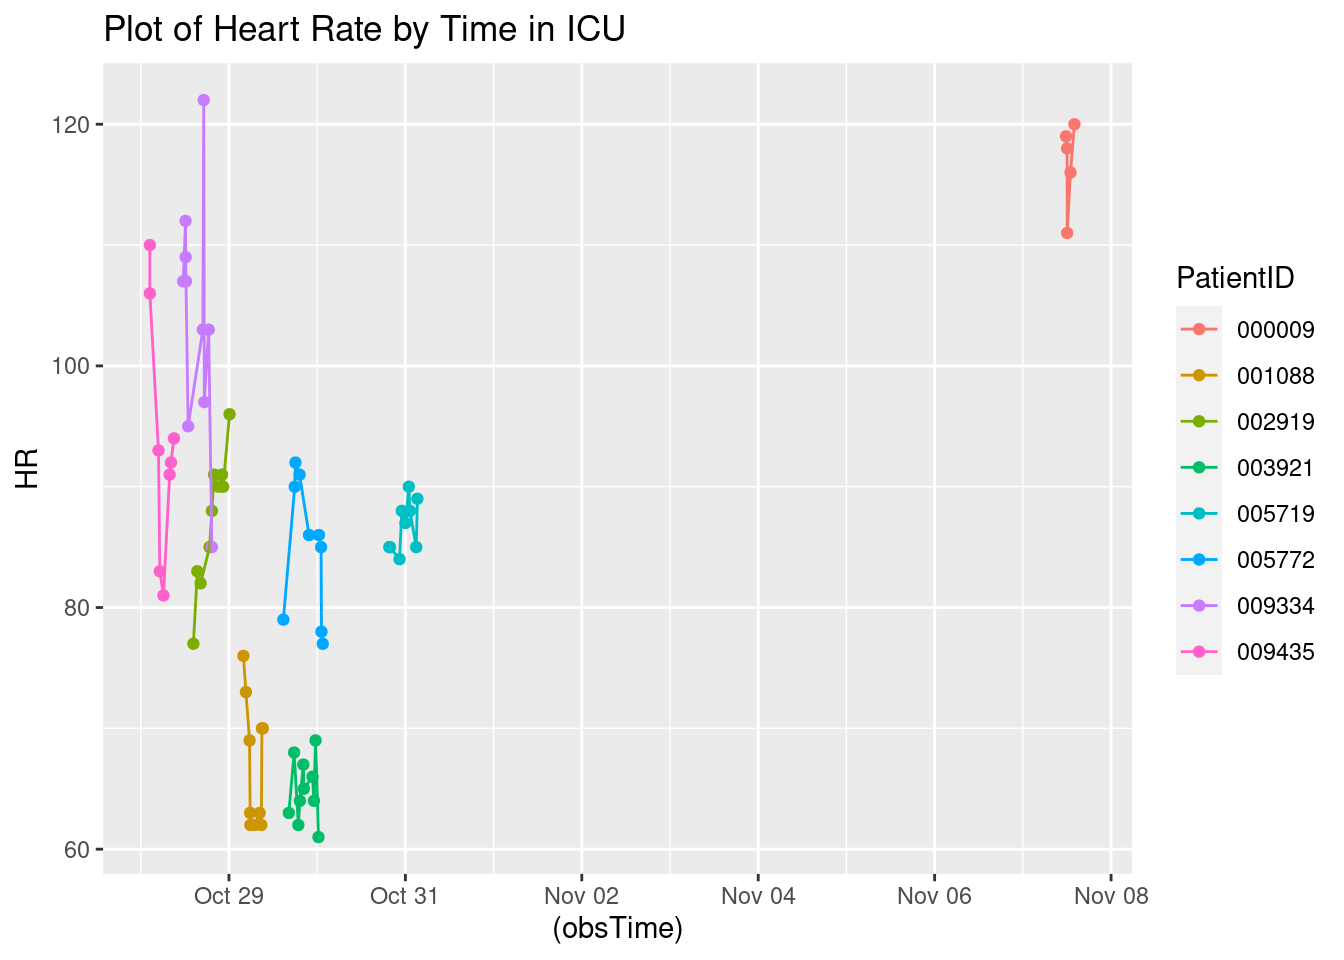 Plot of Heart Rate by Time in ICU
120
100
80
60
HR
Oct 29
Oct 31
Nov 02
Nov 04
Nov 06
Nov 08
(obsTime)
PatientID
000009
001088
002919
003921
005719
005772
009334
009435